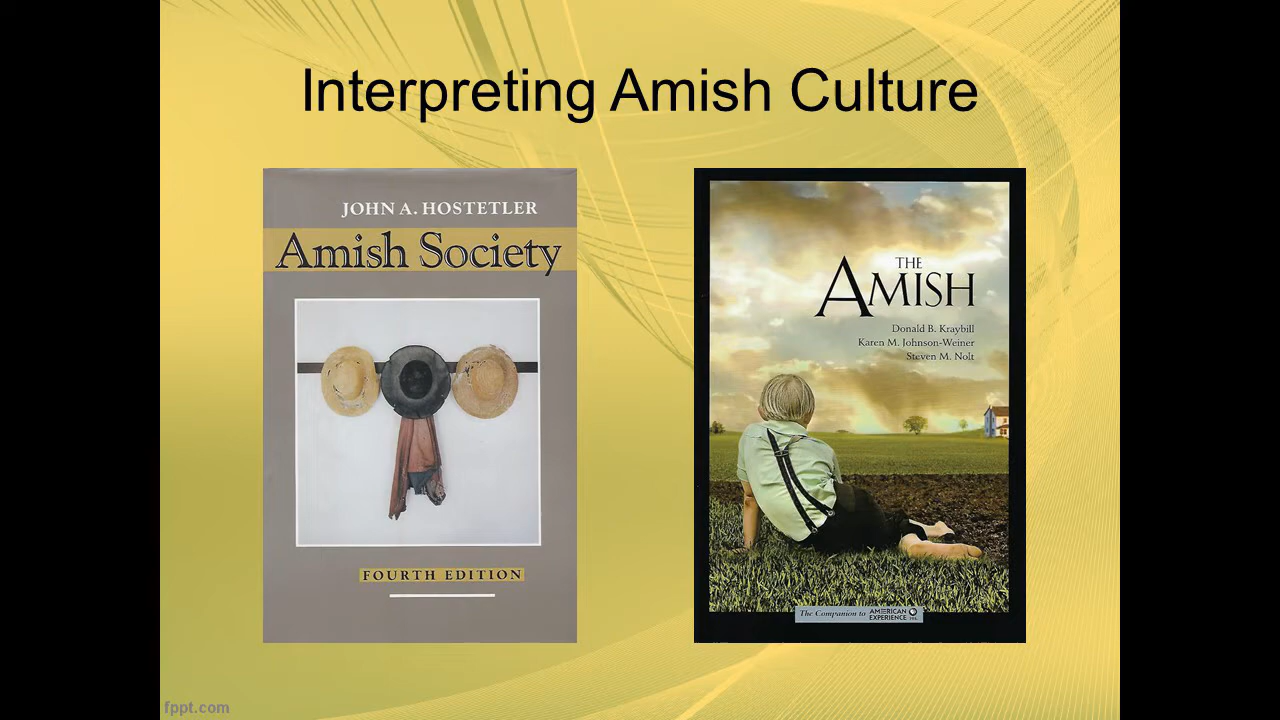 Interpreting Amish Culture
JOHN A. HOSTETLER
Amish Society
FOURTH EDITION
THE
AMISH
Donald B. Kraybill
Karen M. Johnson-Weiner
Steven M. Nolt
The Companion to AMERICAN
EXPERIENCE
fppt.com